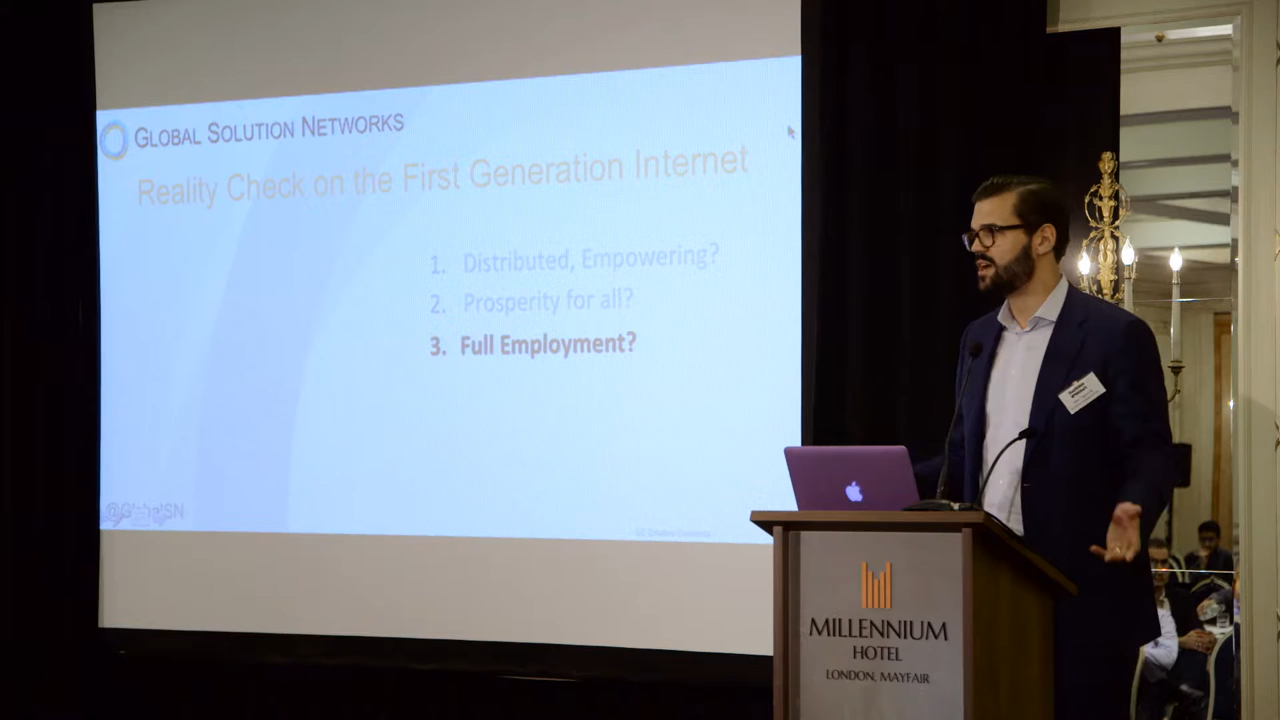 GLOBAL SOLUTION NETWORKS
Reality Check on the First Generation Internet
1. Distributed, Empowering?
2. Prosperity for all?
3. Full Employment?
@GlobalSN
MILLENNIUM
HOTEL
LONDON, MAYFAIR